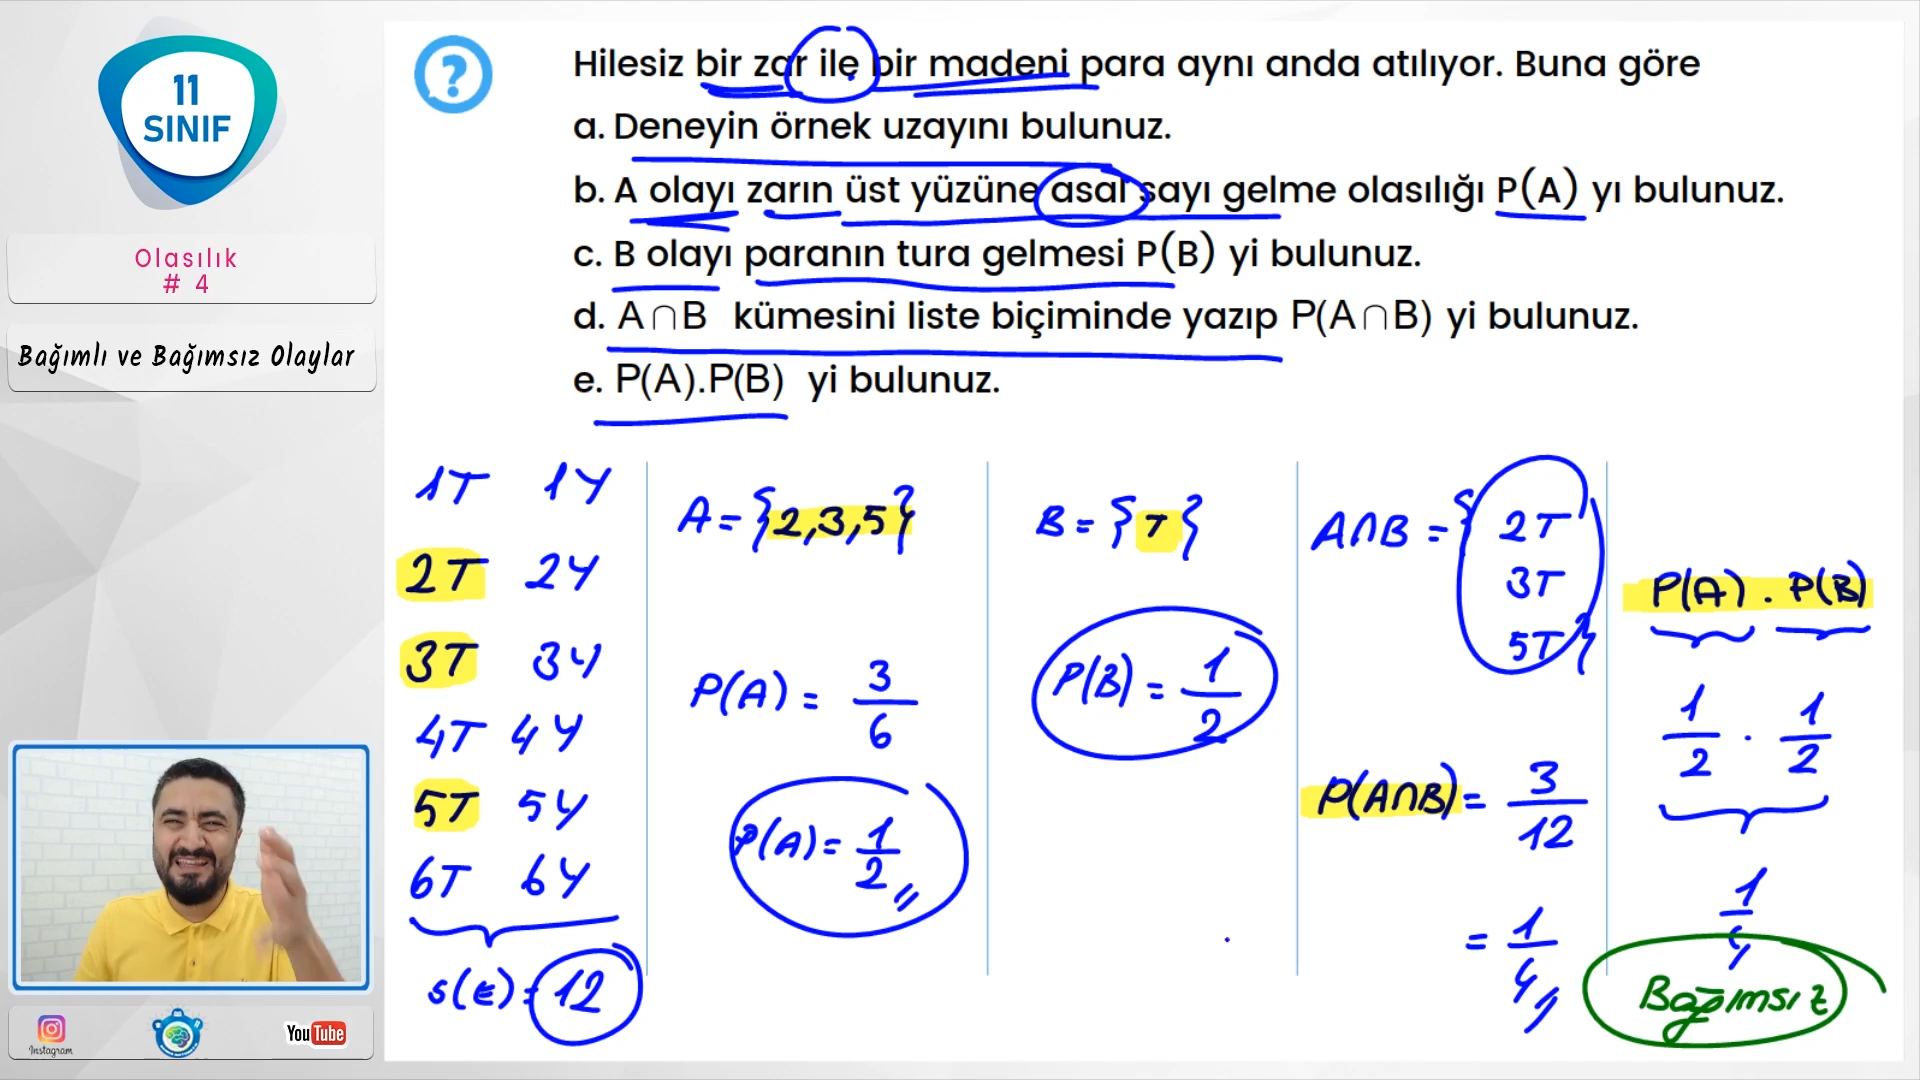 11
SINIF
Olasılık
# 4
Bağımlı ve Bağımsız Olaylar
Instagram
YouTube
?
Hilesiz bir zar ile bir madeni para aynı anda atılıyor. Buna göre
a. Deneyin örnek uzayını bulunuz.
b. A olayı zarın üst yüzüne asal sayı gelme olasılığı P(A) yı bulunuz.
c. B olayı paranın tura gelmesi P(B) yi bulunuz.
d. A∩B kümesini liste biçiminde yazıp P(A∩B) yi bulunuz.
e. P(A).P(B) yi bulunuz.
1T 1Y
2T 2Y
3T 3Y
4T 4Y
5T 5Y
6T 6Y
s(E) = 12
A = {2,3,5}
P(A) = 3/6
P(A) = 1/2
B = {T}
P(B) = 1/2
A∩B = {2T
3T
5T}
P(A∩B) = 3/12
= 1/4
P(A) . P(B)
1/2 . 1/2
1/4
Bağımsız